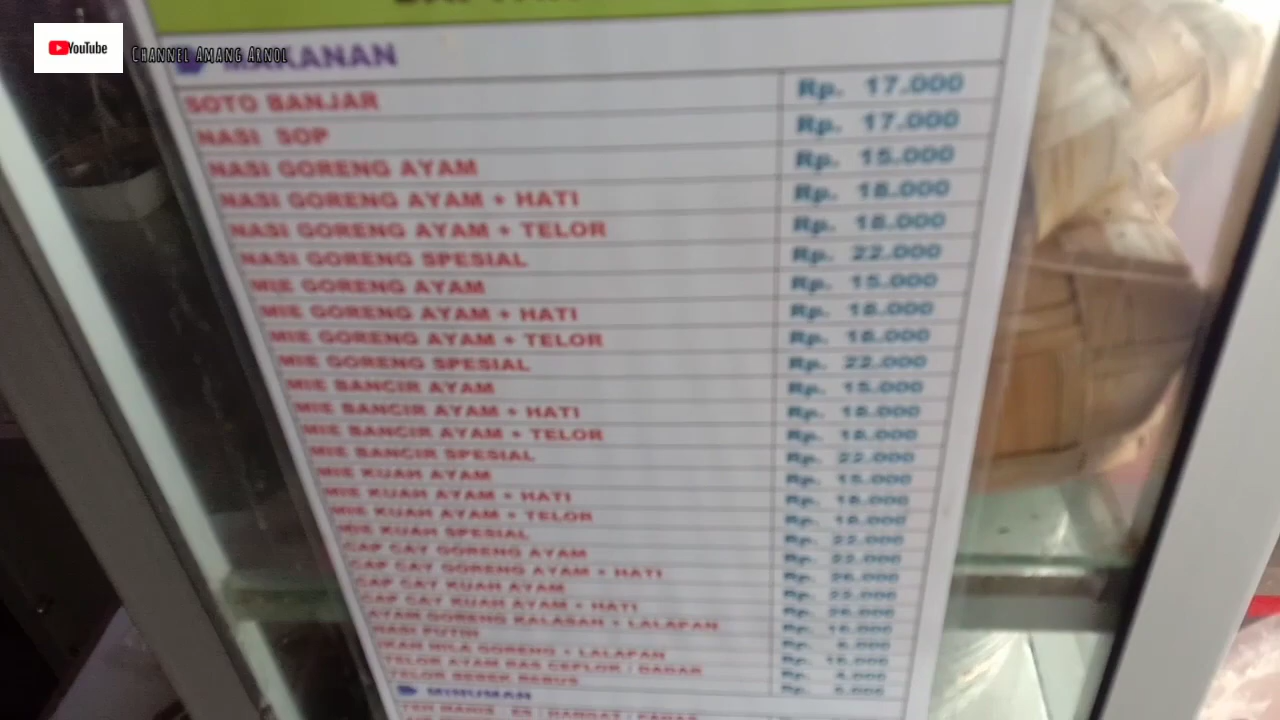 YouTube
CHANNEL AMANG ARNOL
MAKANAN
SOTO BANJAR Rp. 17.000
NASI SOP Rp. 17.000
NASI GORENG AYAM Rp. 15.000
NASI GORENG AYAM + HATI Rp. 18.000
NASI GORENG AYAM + TELOR Rp. 18.000
NASI GORENG SPESIAL Rp. 22.000
MIE GORENG AYAM Rp. 15.000
MIE GORENG AYAM + HATI Rp. 18.000
MIE GORENG AYAM + TELOR Rp. 18.000
MIE GORENG SPESIAL Rp. 22.000
MIE BANCIR AYAM Rp. 15.000
MIE BANCIR AYAM + HATI Rp. 18.000
MIE BANCIR AYAM + TELOR Rp. 18.000
MIE BANCIR SPESIAL Rp. 22.000
MIE KUAH AYAM Rp. 15.000
MIE KUAH AYAM + HATI Rp. 18.000
MIE KUAH AYAM + TELOR Rp. 18.000
MIE KUAH SPESIAL Rp. 22.000
CAP CAY GORENG AYAM Rp.
CAP CAY GORENG AYAM + HATI Rp.
CAP CAY KUAH AYAM Rp.
CAP CAY KUAH AYAM + HATI Rp.
AYAM GORENG KALASAN + LALAPAN Rp.
NASI PUTIH Rp.
IKAN NILA GORENG + LALAPAN Rp.
TELOR AYAM RAS CEPLOK / DADAR Rp.
TELOR BEBEK REBUS Rp.
MINUMAN